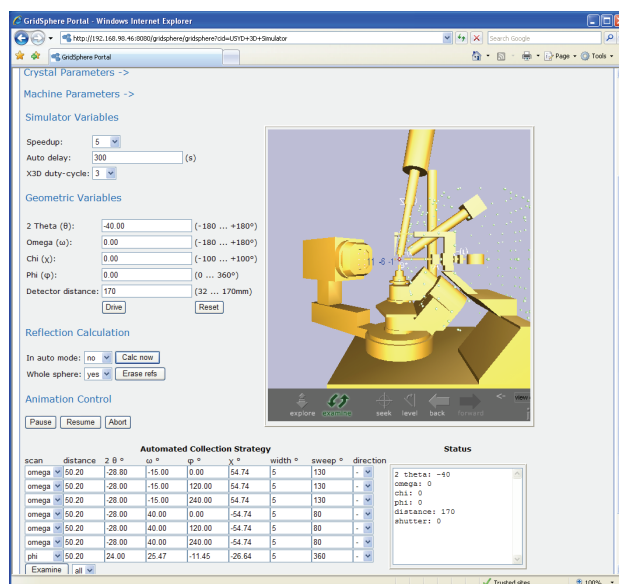 GridSphere Portal - Windows Internet Explorer
http://192.168.98.46:8080/gridsphere/gridsphere?cid=USYD+3D+Simulator
Search Google
GridSphere Portal
Page Tools
Crystal Parameters ->
Machine Parameters ->
Simulator Variables
Speedup: 5
Auto delay: 300 (s)
X3D duty-cycle: 3
Geometric Variables
2 Theta (θ): -40.00 (-180 ... +180º)
Omega (ω): 0.00 (-180 ... +180º)
Chi (χ): 0.00 (-100 ... +100º)
Phi (φ): 0.00 (0 ... 360º)
Detector distance: 170 (32 ... 170mm)
Drive Reset
Reflection Calculation
In auto mode: no Calc now
Whole sphere: yes Erase refs
Animation Control
Pause Resume Abort
11 -6 -1
explore examine seek level back forward <- view
Automated Collection Strategy
scan distance 2 θ º ω º φ º χ º width º sweep º direction
omega 50.20 -28.80 -15.00 0.00 54.74 5 130 -
omega 50.20 -28.00 -15.00 120.00 54.74 5 130 -
omega 50.20 -28.00 -15.00 240.00 54.74 5 130 -
omega 50.20 -28.00 40.00 0.00 -54.74 5 80 -
omega 50.20 -28.00 40.00 120.00 -54.74 5 80 -
omega 50.20 -28.00 40.00 240.00 -54.74 5 80 -
phi 50.20 24.00 25.47 -11.45 -26.64 5 360 -
Examine all
Status
2 theta: -40
omega: 0
chi: 0
phi: 0
distance: 170
shutter: 0
Trusted sites 100%